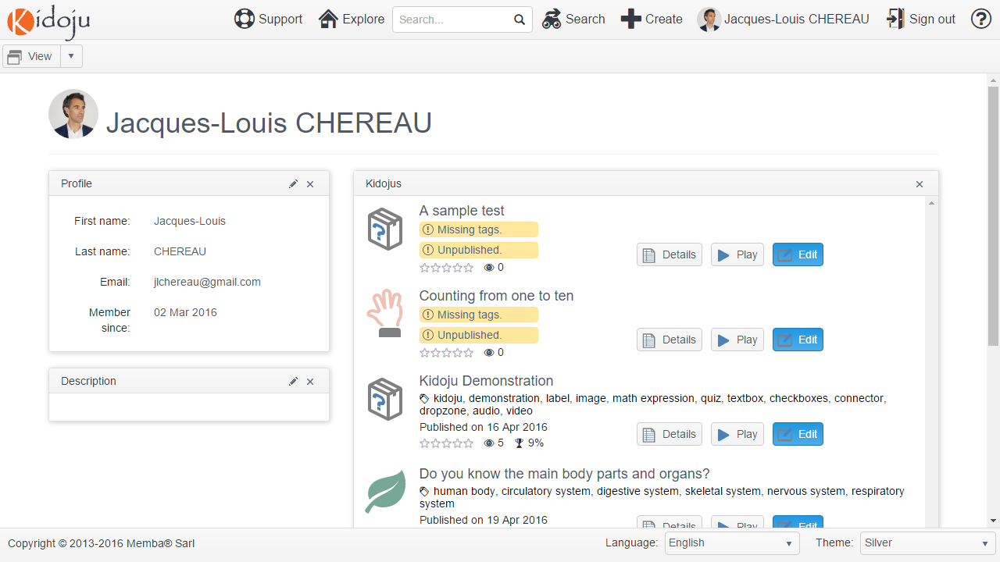 Kidoju
Support
Explore
Search...
Search
Create
Jacques-Louis CHEREAU
Sign out
View
Jacques-Louis CHEREAU
Profile
First name: Jacques-Louis
Last name: CHEREAU
Email: jlchereau@gmail.com
Member since: 02 Mar 2016
Description
Kidojus
A sample test
Missing tags.
Unpublished.
0
Details Play Edit
Counting from one to ten
Missing tags.
Unpublished.
0
Details Play Edit
Kidoju Demonstration
kidoju, demonstration, label, image, math expression, quiz, textbox, checkboxes, connector,
dropzone, audio, video
Published on 16 Apr 2016
5 9%
Details Play Edit
Do you know the main body parts and organs?
human body, circulatory system, digestive system, skeletal system, nervous system, respiratory
system
Published on 19 Apr 2016
Details Play Edit
Copyright © 2013-2016 Memba® Sarl
Language: English
Theme: Silver